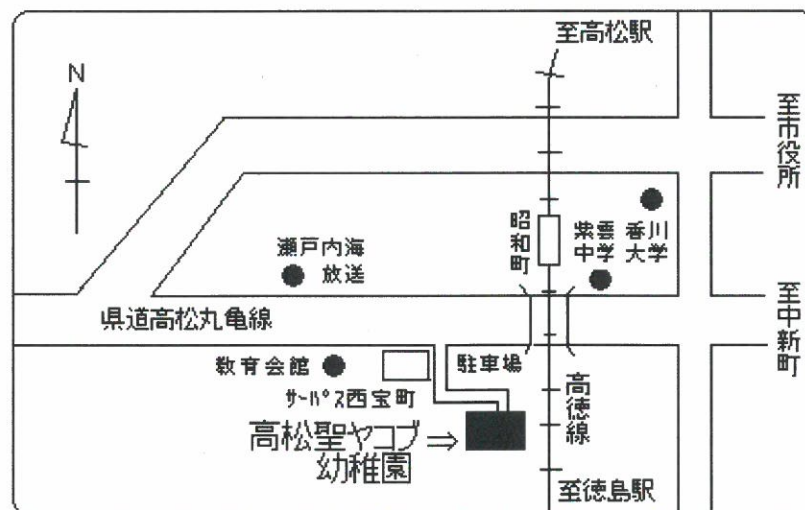 至高松駅
N
至市役所
昭和町
紫雲
中学
香川
大学
瀬戸内海
放送
県道高松丸亀線
至中新町
教育会館
駐車場
サーパス西宝町
高徳線
高松聖ヤコブ⇒
幼稚園
至徳島駅